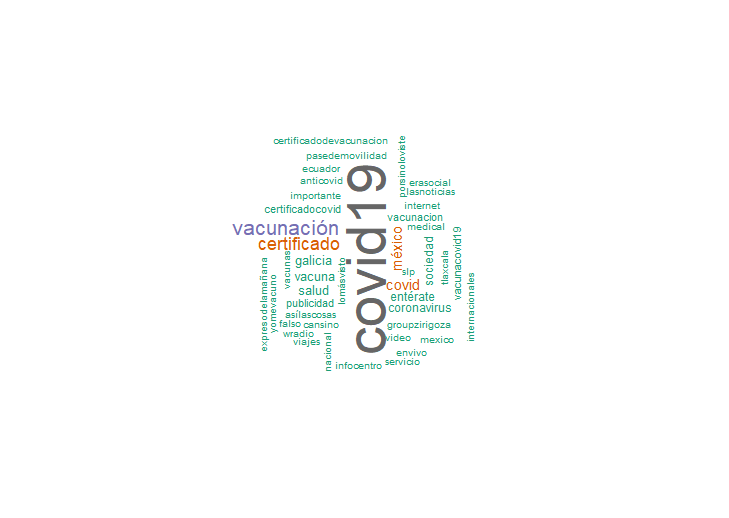 certificadodevacunacion
pasedemovilidad
ecuador
anticovid
importante
certificadocovid
vacunación
certificado
galicia
vacuna
salud
publicidad
asílascosas
falso
cansino
wradio
viajes
nacional
infocentro
expresodelamañana
yomevacuno
vacunas
lomásvisto
covid19
porsinoloviste
erasocial
lasnoticias
internet
vacunacion
medical
méxico
sociedad
tlaxcala
vacunacovid19
slp
covid
entérate
coronavirus
internacionales
groupzirigoza
video
mexico
envivo
servicio